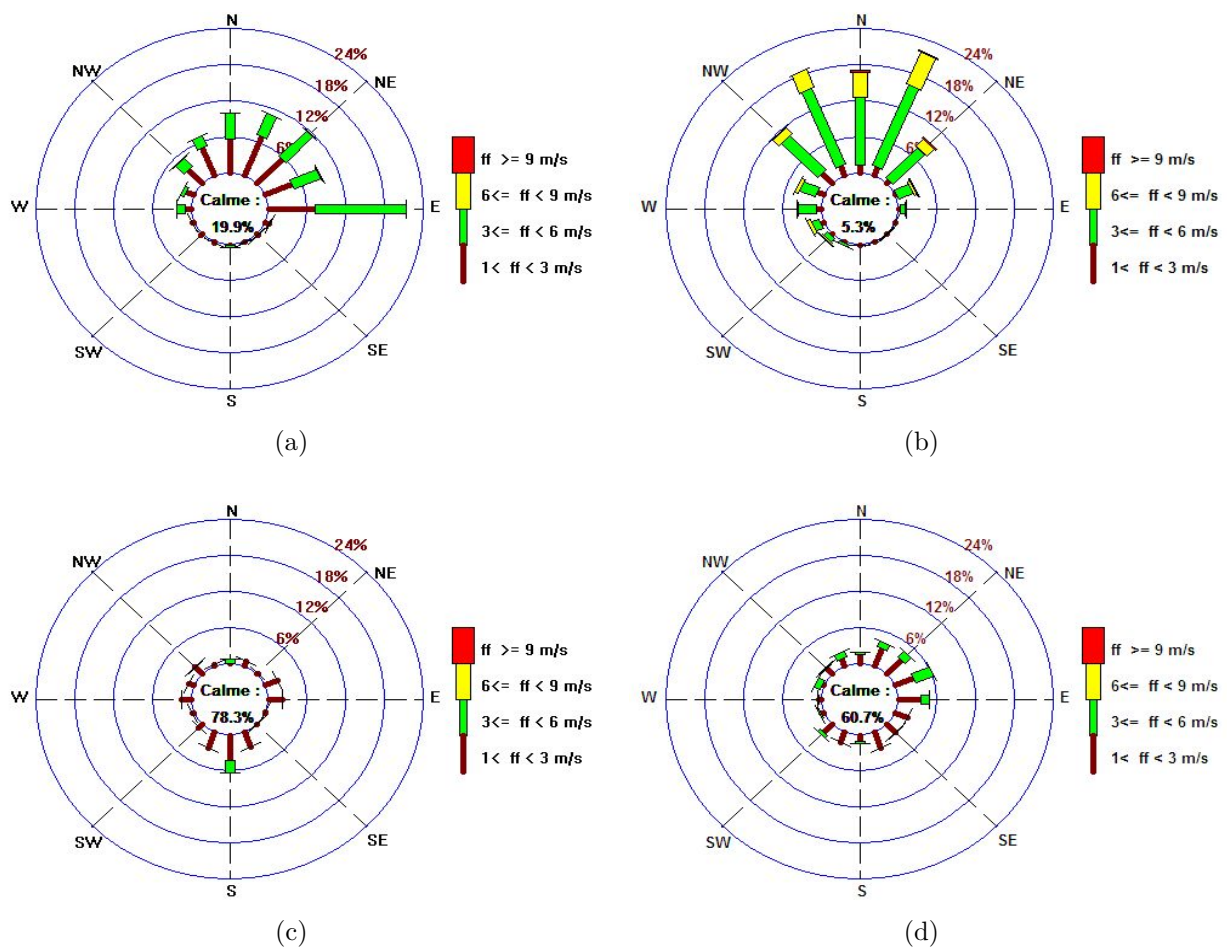 N
NW
24%
18%
NE
12%
6%
W
Calme :
19.9%
E
SW
SE
S
ff >= 9 m/s
6<= ff < 9 m/s
3<= ff < 6 m/s
1< ff < 3 m/s
(a)
N
NW
24%
18%
NE
12%
6%
W
Calme :
5.3%
E
SW
SE
S
ff >= 9 m/s
6<= ff < 9 m/s
3<= ff < 6 m/s
1< ff < 3 m/s
(b)
N
NW
24%
18%
NE
12%
6%
W
Calme :
78.3%
E
SW
SE
S
ff >= 9 m/s
6<= ff < 9 m/s
3<= ff < 6 m/s
1< ff < 3 m/s
(c)
N
NW
24%
18%
NE
12%
6%
W
Calme :
60.7%
E
SW
SE
S
ff >= 9 m/s
6<= ff < 9 m/s
3<= ff < 6 m/s
1< ff < 3 m/s
(d)